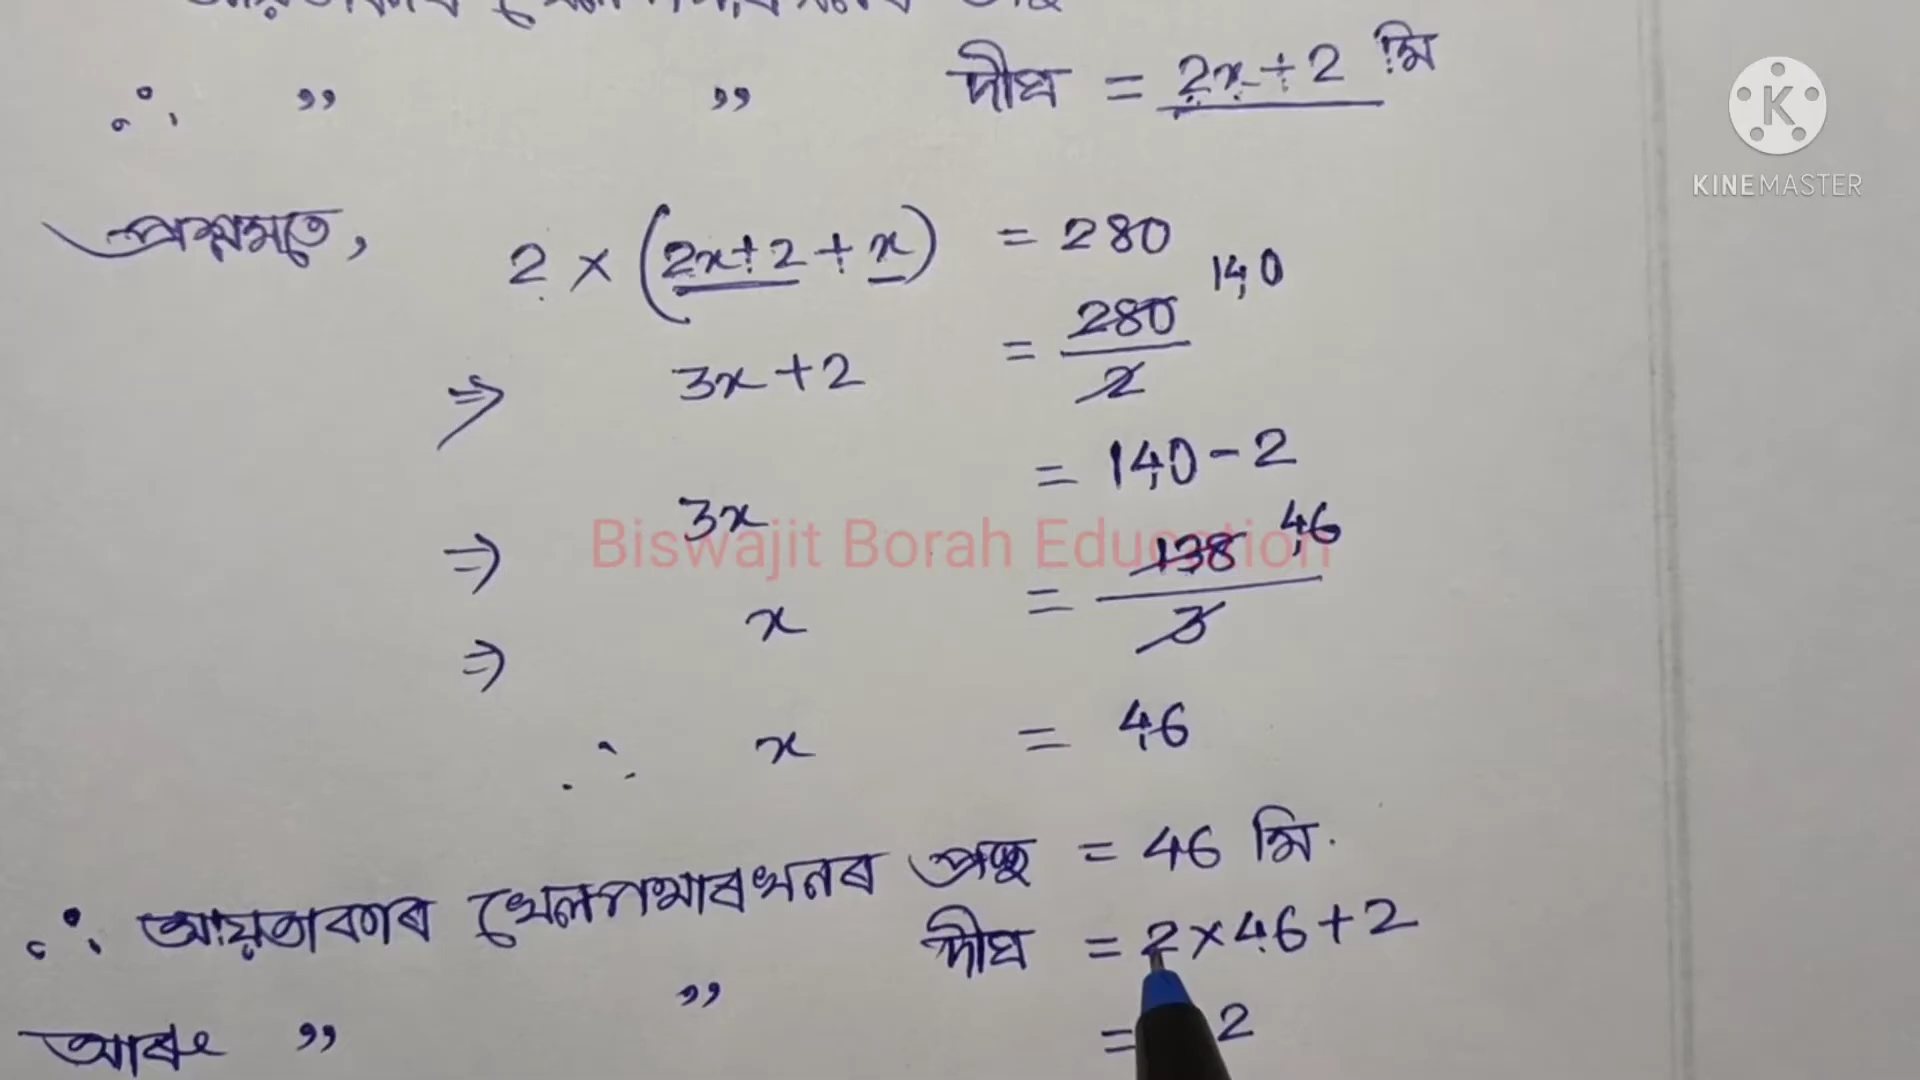 ∴ ,, ,, দীঘ = 2x+2 মি
K
KINEMASTER
প্ৰশ্নমতে, 2 × (2x+2 + x) = 280
⇒ 3x+2 = 280/2 140
⇒ 3x = 140-2
Biswajit Borah Education
⇒ x = 138/3 46
∴ x = 46
∴ আয়তাকাৰ খেলপথাৰখনৰ প্ৰস্থ = 46 মি.
আৰু ,, ,, দীঘ = 2×46+2
= 2